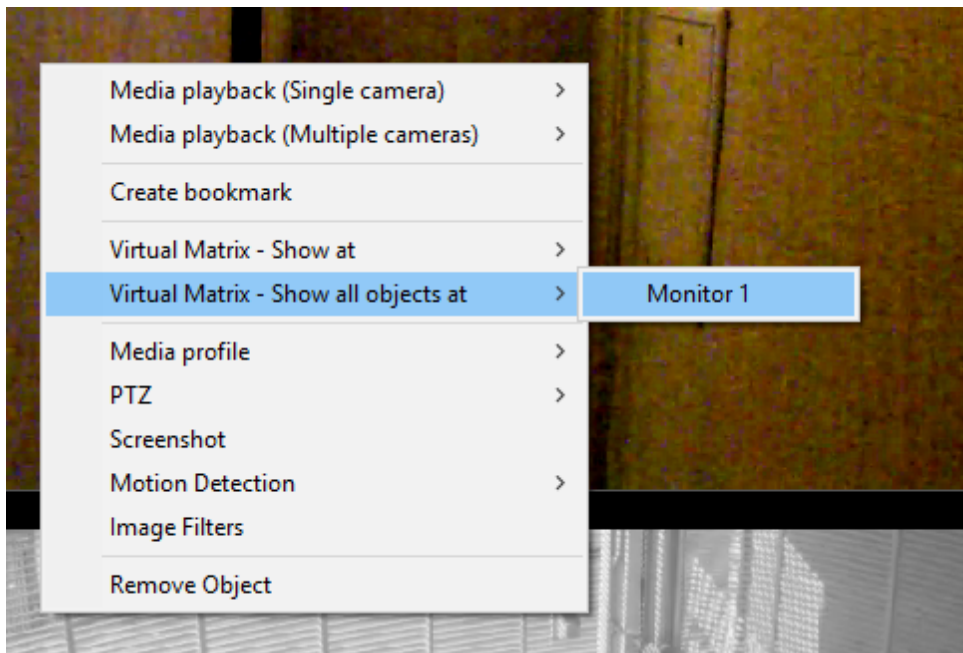 Media playback (Single camera)
Media playback (Multiple cameras)
Create bookmark
Virtual Matrix - Show at
Virtual Matrix - Show all objects at
Monitor 1
Media profile
PTZ
Screenshot
Motion Detection
Image Filters
Remove Object